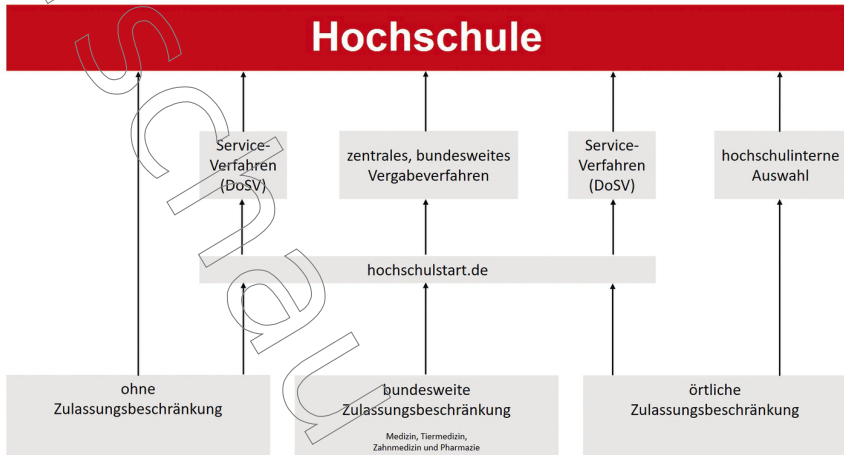 Hochschule
Service-
Verfahren
(DoSV)
zentrales, bundesweites
Vergabeverfahren
Service-
Verfahren
(DoSV)
hochschulinterne
Auswahl
hochschulstart.de
ohne
Zulassungsbeschränkung
bundesweite
Zulassungsbeschränkung
Medizin, Tiermedizin,
Zahnmedizin und Pharmazie
örtliche
Zulassungsbeschränkung
schau